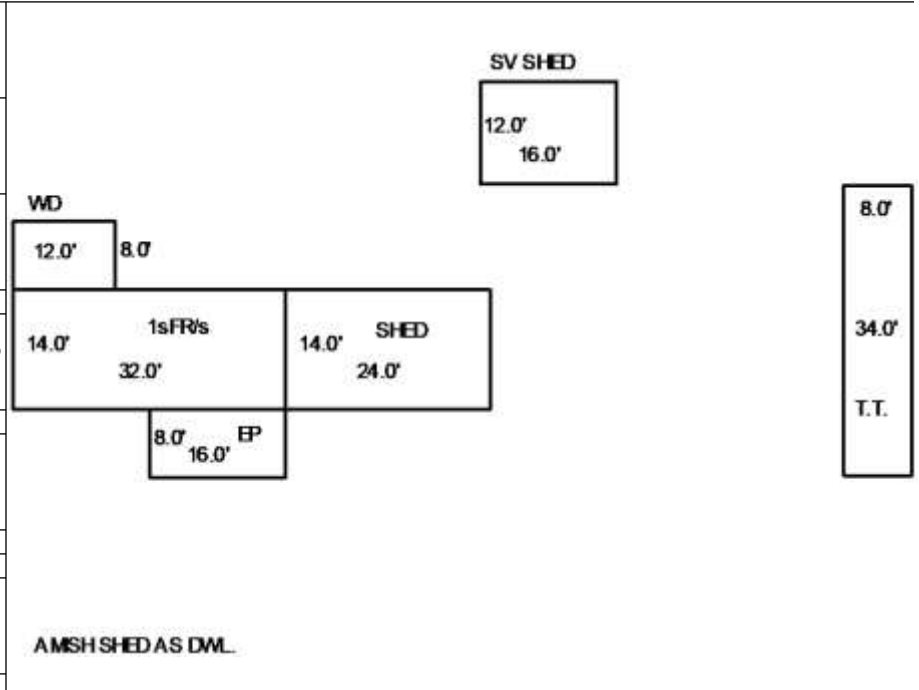 SV SHED
12.0'
16.0'
WD
12.0' 8.0'
8.0'
1sFR/s
14.0'
32.0'
SHED
14.0'
24.0'
34.0'
T.T.
8.0' EP
16.0'
AMISH SHED AS DWL.